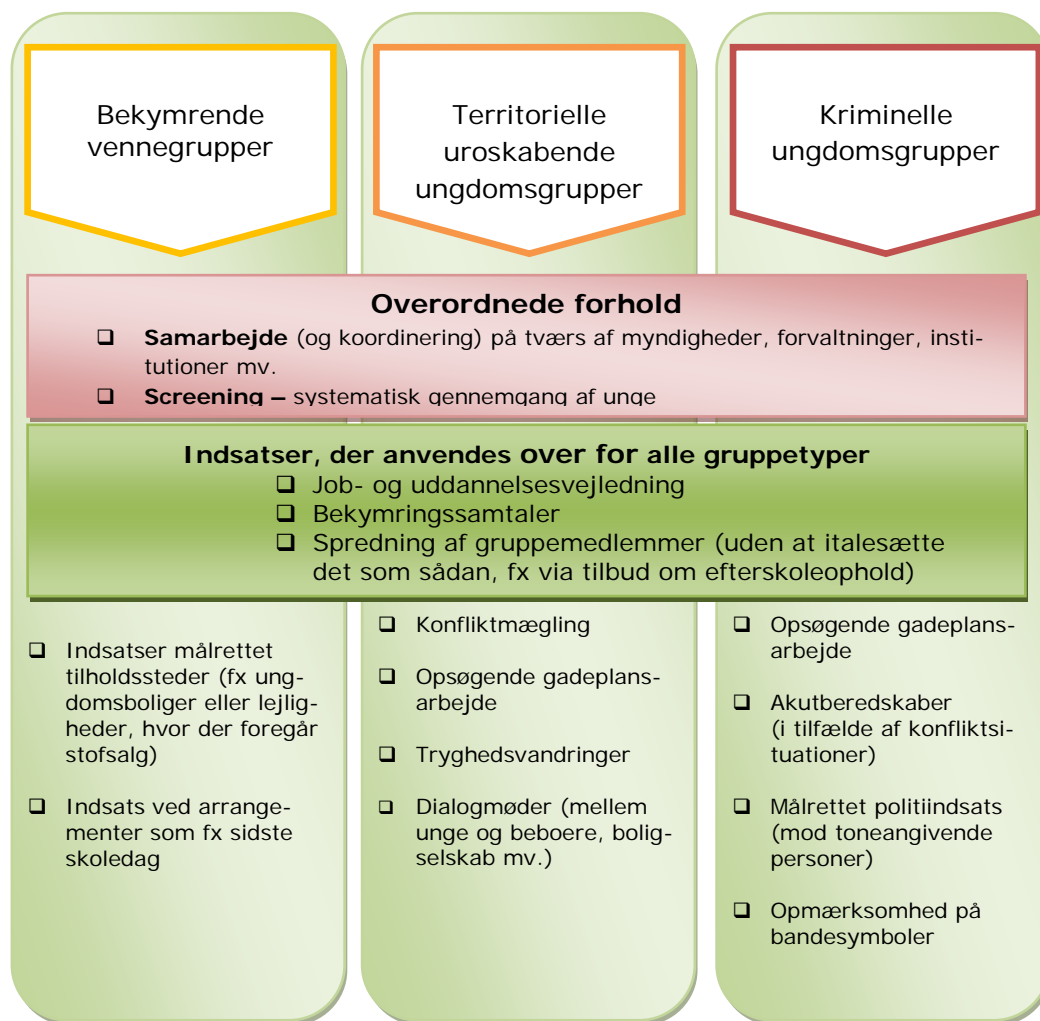 Bekymrende
vennegrupper
Territorielle
uroskabende
ungdomsgrupper
Kriminelle
ungdomsgrupper
Overordnede forhold
❑ Samarbejde (og koordinering) på tværs af myndigheder, forvaltninger, insti-
tutioner mv.
❑ Screening – systematisk gennemgang af unge
Indsatser, der anvendes over for alle gruppetyper
❑ Job- og uddannelsesvejledning
❑ Bekymringssamtaler
❑ Spredning af gruppemedlemmer (uden at italesætte
det som sådan, fx via tilbud om efterskoleophold)
❑ Indsatser målrettet
tilholdssteder (fx ung-
domsboliger eller lejlig-
heder, hvor der foregår
stofsalg)
❑ Indsats ved arrange-
menter som fx sidste
skoledag
❑ Konfliktmægling
❑ Opsøgende gadeplans-
arbejde
❑ Tryghedsvandringer
❑ Dialogmøder (mellem
unge og beboere, bolig-
selskab mv.)
❑ Opsøgende gadeplans-
arbejde
❑ Akutberedskaber
(i tilfælde af konfliktsi-
tuationer)
❑ Målrettet politiindsats
(mod toneangivende
personer)
❑ Opmærksomhed på
bandesymboler